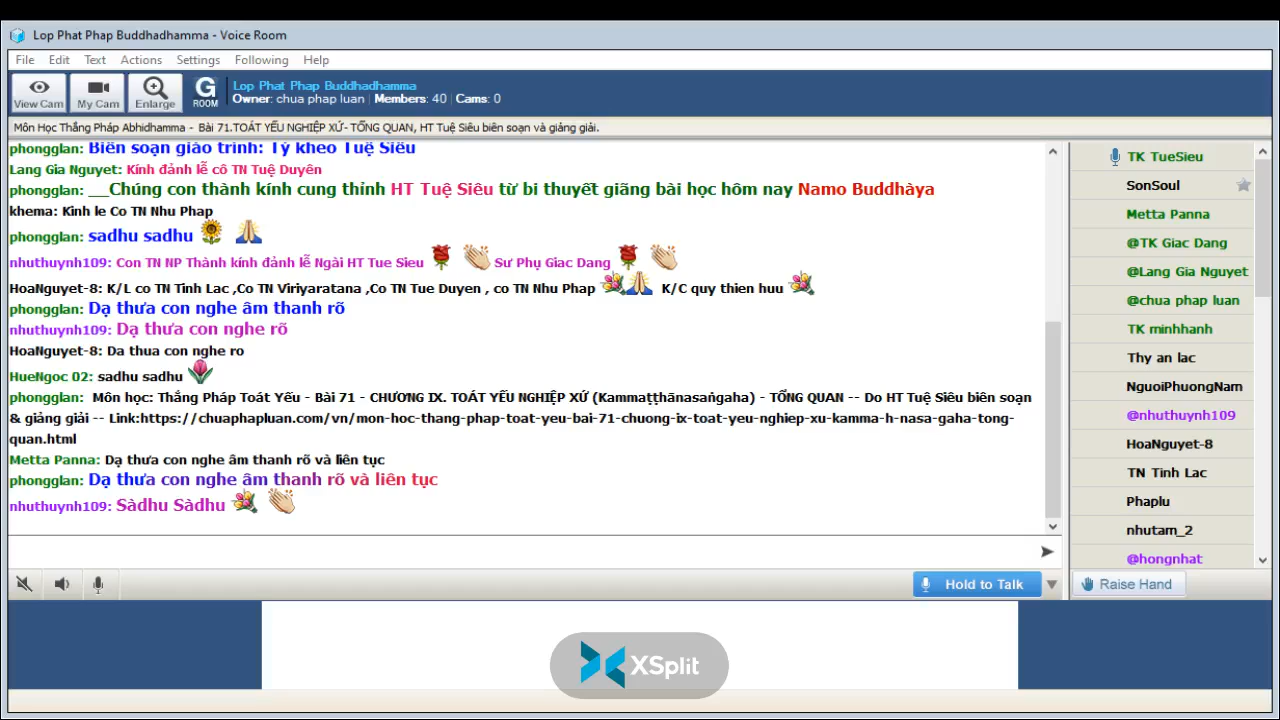 Lop Phat Phap Buddhadhamma - Voice Room
File Edit Text Actions Settings Following Help
View Cam My Cam Enlarge G ROOM
Lop Phat Phap Buddhadhamma
Owner: chua phap luan | Members: 40 | Cams: 0
Môn Học Thắng Pháp Abhidhamma - Bài 71.TOÁT YẾU NGHIỆP XỨ- TỔNG QUAN, HT Tuệ Siêu biên soạn và giảng giải.
phongglan: Biên soạn giáo trình: Tỳ kheo Tuệ Siêu
Lang Gia Nguyet: Kính đảnh lễ cô TN Tuệ Duyên
phongglan: __Chúng con thành kính cung thỉnh HT Tuệ Siêu từ bi thuyết giãng bài học hôm nay Namo Buddhàya
khema: Kinh le Co TN Nhu Phap
phongglan: sadhu sadhu
nhuthuynh109: Con TN NP Thành kính đảnh lễ Ngài HT Tue Sieu Sư Phụ Giac Dang
HoaNguyet-8: K/L co TN Tinh Lac ,Co TN Viriyaratana ,Co TN Tue Duyen , co TN Nhu Phap K/C quy thien huu
phongglan: Dạ thưa con nghe âm thanh rõ
nhuthuynh109: Dạ thưa con nghe rõ
HoaNguyet-8: Da thua con nghe ro
HueNgoc 02: sadhu sadhu
phongglan: Môn học: Thắng Pháp Toát Yếu - Bài 71 - CHƯƠNG IX. TOÁT YẾU NGHIỆP XỨ (Kammaṭṭhānasaṅgaha) - TỔNG QUAN -- Do HT Tuệ Siêu biên soạn
& giảng giải -- Link:https://chuaphapluan.com/vn/mon-hoc-thang-phap-toat-yeu-bai-71-chuong-ix-toat-yeu-nghiep-xu-kamma-h-nasa-gaha-tong-
quan.html
Metta Panna: Dạ thưa con nghe âm thanh rõ và liên tục
phongglan: Dạ thưa con nghe âm thanh rõ và liên tục
nhuthuynh109: Sàdhu Sàdhu
Hold to Talk
TK TueSieu
SonSoul
Metta Panna
@TK Giac Dang
@Lang Gia Nguyet
@chua phap luan
TK minhhanh
Thy an lac
NguoiPhuongNam
@nhuthuynh109
HoaNguyet-8
TN Tinh Lac
Phaplu
nhutam_2
@hongnhat
Raise Hand
XSplit